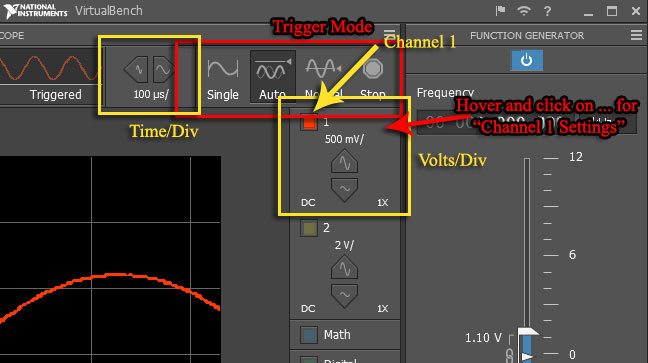 NATIONAL INSTRUMENTS VirtualBench
COPE
FUNCTION GENERATOR
Trigger Mode
Channel 1
Triggered
100 µs/
Single
Auto
Stop
Time/Div
Frequency
Hover and click on ... for
"Channel 1 Settings"
1
500 mV/
DC 1X
Volts/Div
2
2 V/
DC 1X
Math
12
6
1.10 V
0